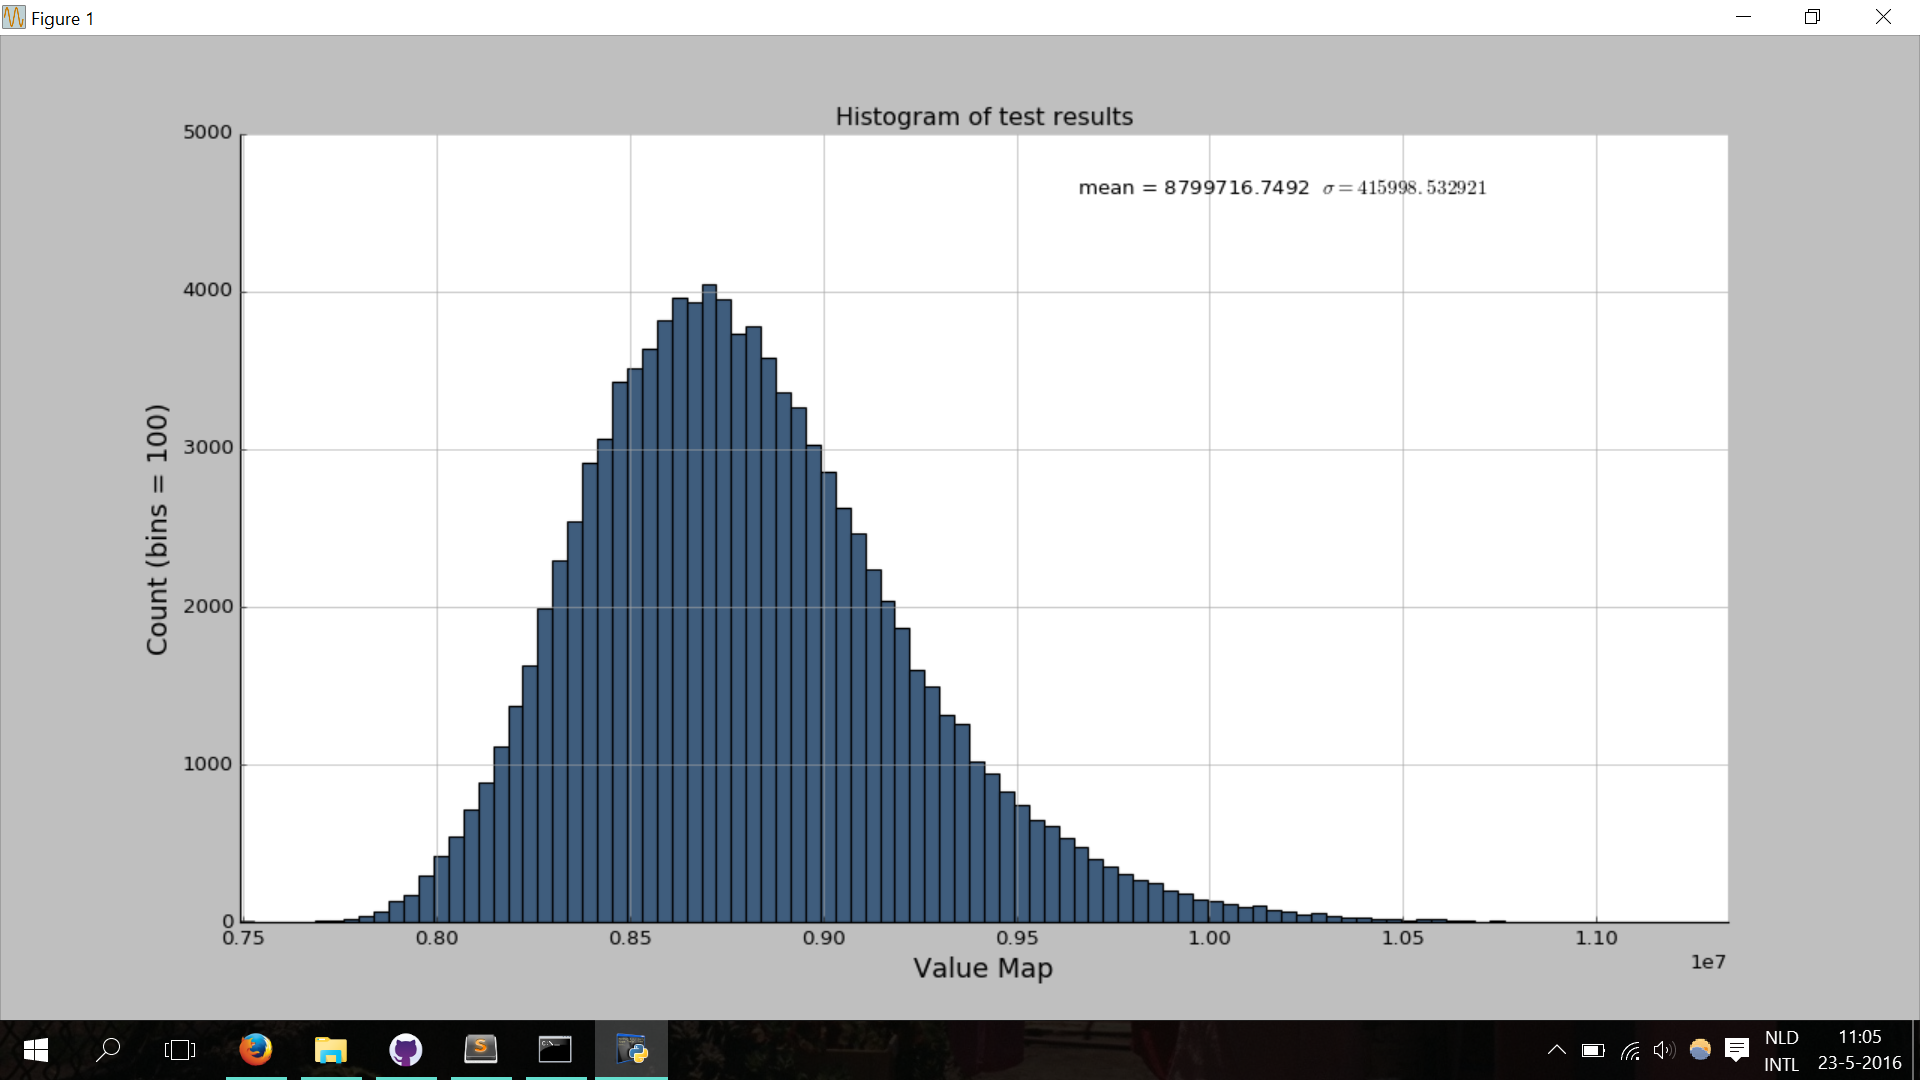 Figure 1
Histogram of test results
5000
4000
3000
2000
1000
0
mean = 8799716.7492 σ = 415998.532921
Count (bins = 100)
0.75 0.80 0.85 0.90 0.95 1.00 1.05 1.10
1e7
Value Map
NLD 11:05
INTL 23-5-2016